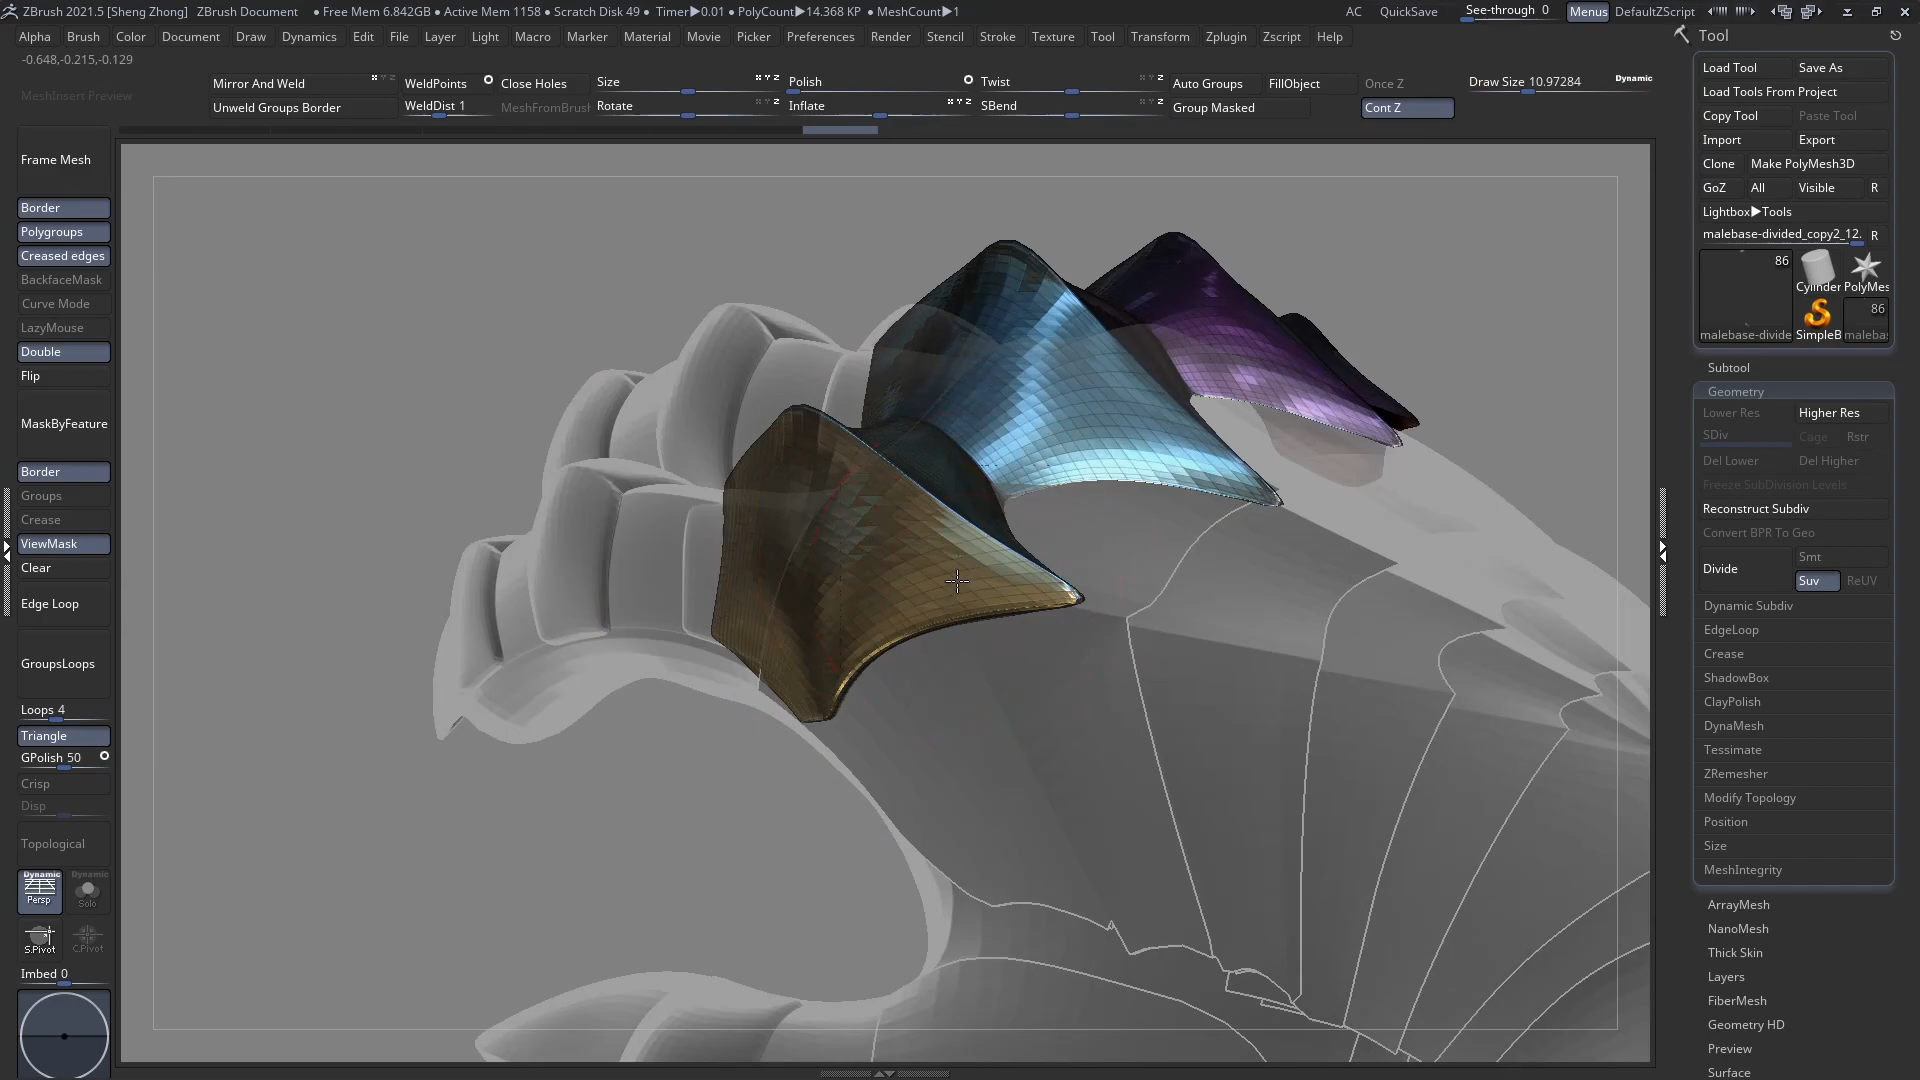 ZBrush 2021.5 [Sheng Zhong] ZBrush Document • Free Mem 6.842GB • Active Mem 1158 • Scratch Disk 49 • Timer▶0.01 • PolyCount▶14.368 KP • MeshCount▶1 AC QuickSave See-through 0 Menus DefaultZScript
Alpha Brush Color Document Draw Dynamics Edit File Layer Light Macro Marker Material Movie Picker Preferences Render Stencil Stroke Texture Tool Transform Zplugin Zscript Help
-0.648,-0.215,-0.129
MeshInsert Preview
Mirror And Weld
Unweld Groups Border
WeldPoints
WeldDist 1
Close Holes
MeshFromBrush
Size
Rotate
Polish
Inflate
Twist
SBend
Auto Groups
Group Masked
FillObject
Once Z
Cont Z
Draw Size 10.97284
Dynamic
Frame Mesh
Border
Polygroups
Creased edges
BackfaceMask
Curve Mode
LazyMouse
Double
Flip
MaskByFeature
Border
Groups
Crease
ViewMask
Clear
Edge Loop
GroupsLoops
Loops 4
Triangle
GPolish 50
Crisp
Disp
Topological
Dynamic
Persp
Dynamic
Solo
S.Pivot
C.Pivot
Imbed 0
Tool
Load Tool Save As
Load Tools From Project
Copy Tool Paste Tool
Import Export
Clone Make PolyMesh3D
GoZ All Visible R
Lightbox▶Tools
malebase-divided_copy2_12. R
86
Cylinder PolyMes
86
malebase-divide SimpleB maleba
Subtool
Geometry
Lower Res Higher Res
SDiv Cage Rstr
Del Lower Del Higher
Freeze SubDivision Levels
Reconstruct Subdiv
Convert BPR To Geo
Divide Smt
Suv ReUV
Dynamic Subdiv
EdgeLoop
Crease
ShadowBox
ClayPolish
DynaMesh
Tessimate
ZRemesher
Modify Topology
Position
Size
MeshIntegrity
ArrayMesh
NanoMesh
Thick Skin
Layers
FiberMesh
Geometry HD
Preview
Surface